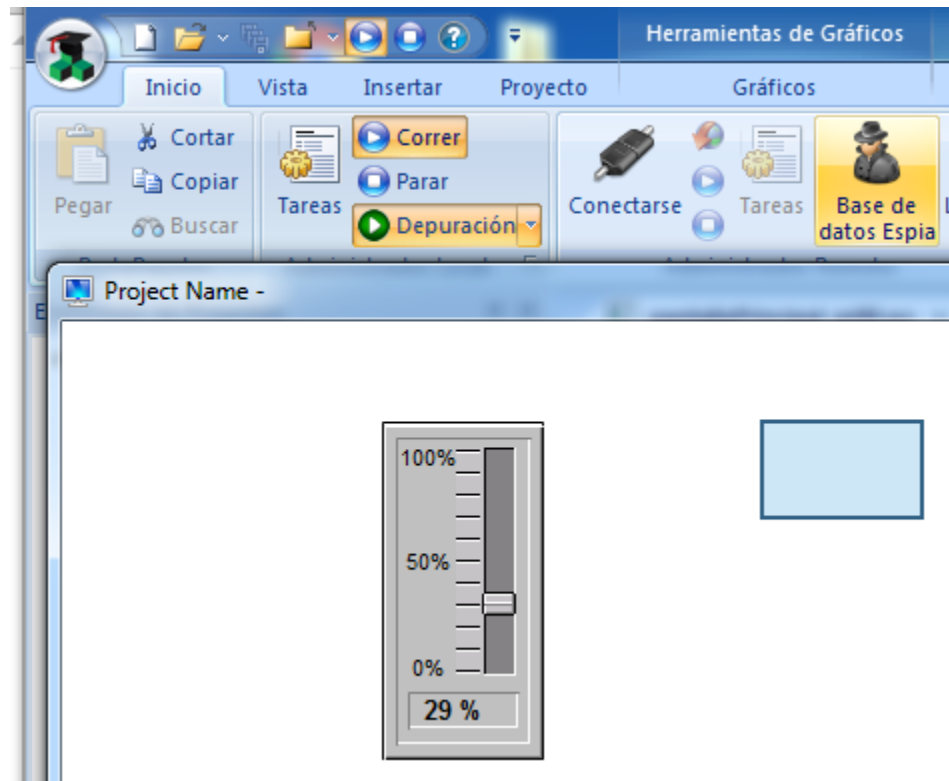 Herramientas de Gráficos
Inicio Vista Insertar Proyecto Gráficos
Cortar
Copiar
Buscar
Pegar
Tareas
Correr
Parar
Depuración
Conectarse
Tareas
Base de
datos Espia
Project Name -
100%
50%
0%
29 %